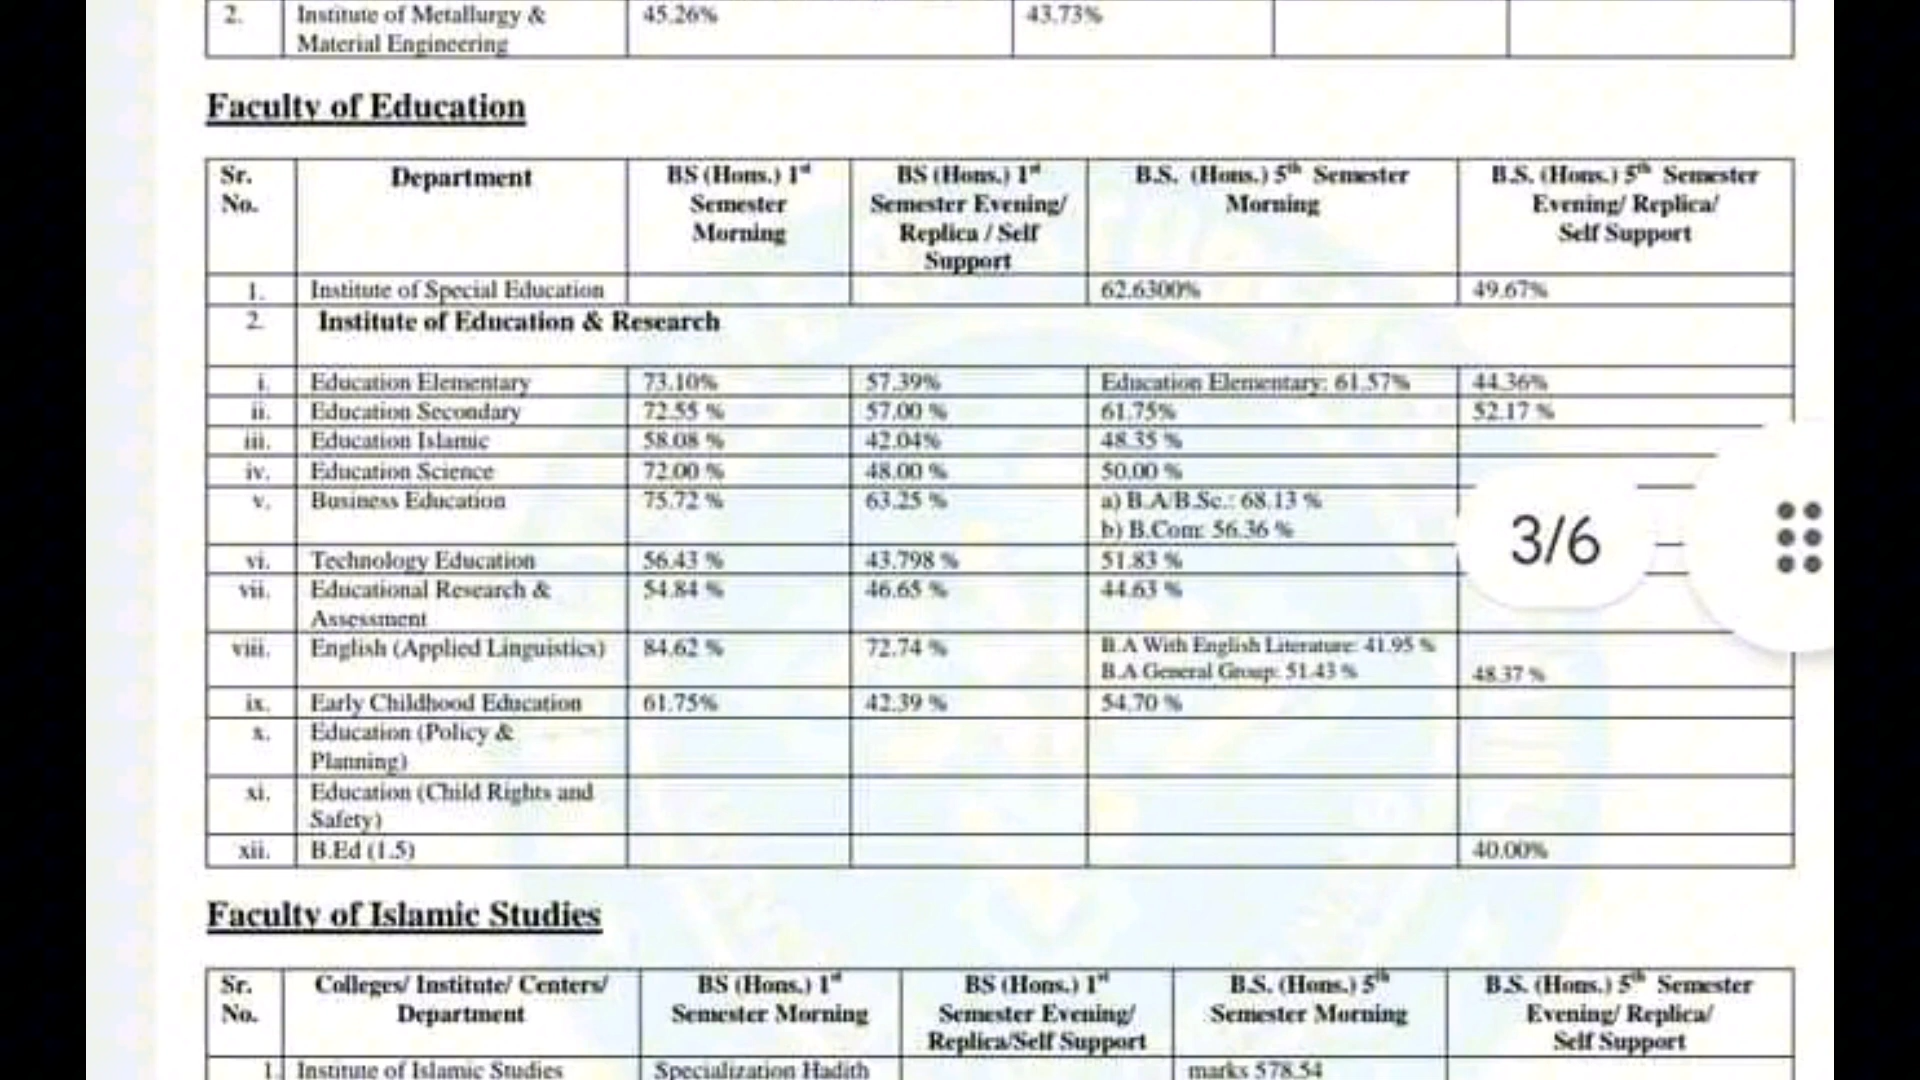 2. Institute of Metallurgy & 45.26% 43.73%
Material Engineering
Faculty of Education
Sr. Department BS (Hons.) 1st BS (Hons.) 1st B.S. (Hons.) 5th Semester B.S. (Hons.) 5th Semester
No. Semester Semester Evening/ Morning Evening/ Replica/
Morning Replica / Self Self Support
Support
1. Institute of Special Education 62.6300% 49.67%
2. Institute of Education & Research
i. Education Elementary 73.10% 57.39% Education Elementary: 61.57% 44.36%
ii. Education Secondary 72.55 % 57.00 % 61.75% 52.17 %
iii. Education Islamic 58.08 % 42.04% 48.35 %
iv. Education Science 72.00 % 48.00 % 50.00 %
v. Business Education 75.72 % 63.25 % a) B.A/B.Sc.: 68.13 %
b) B.Com: 56.36 %
3/6
vi. Technology Education 56.43 % 43.798 % 51.83 %
vii. Educational Research & 54.84 % 46.65 % 44.63 %
Assessment
viii. English (Applied Linguistics) 84.62 % 72.74 % B.A With English Literature: 41.95 %
B.A General Group: 51.43 % 48.37 %
ix. Early Childhood Education 61.75% 42.39 % 54.70 %
x. Education (Policy &
Planning)
xi. Education (Child Rights and
Safety)
xii. B.Ed (1.5) 40.00%
Faculty of Islamic Studies
Sr. Colleges/ Institute/ Centers/ BS (Hons.) 1st BS (Hons.) 1st B.S. (Hons.) 5th B.S. (Hons.) 5th Semester
No. Department Semester Morning Semester Evening/ Semester Morning Evening/ Replica/
Replica/Self Support Self Support
1. Institute of Islamic Studies Specialization Hadith marks 578.54